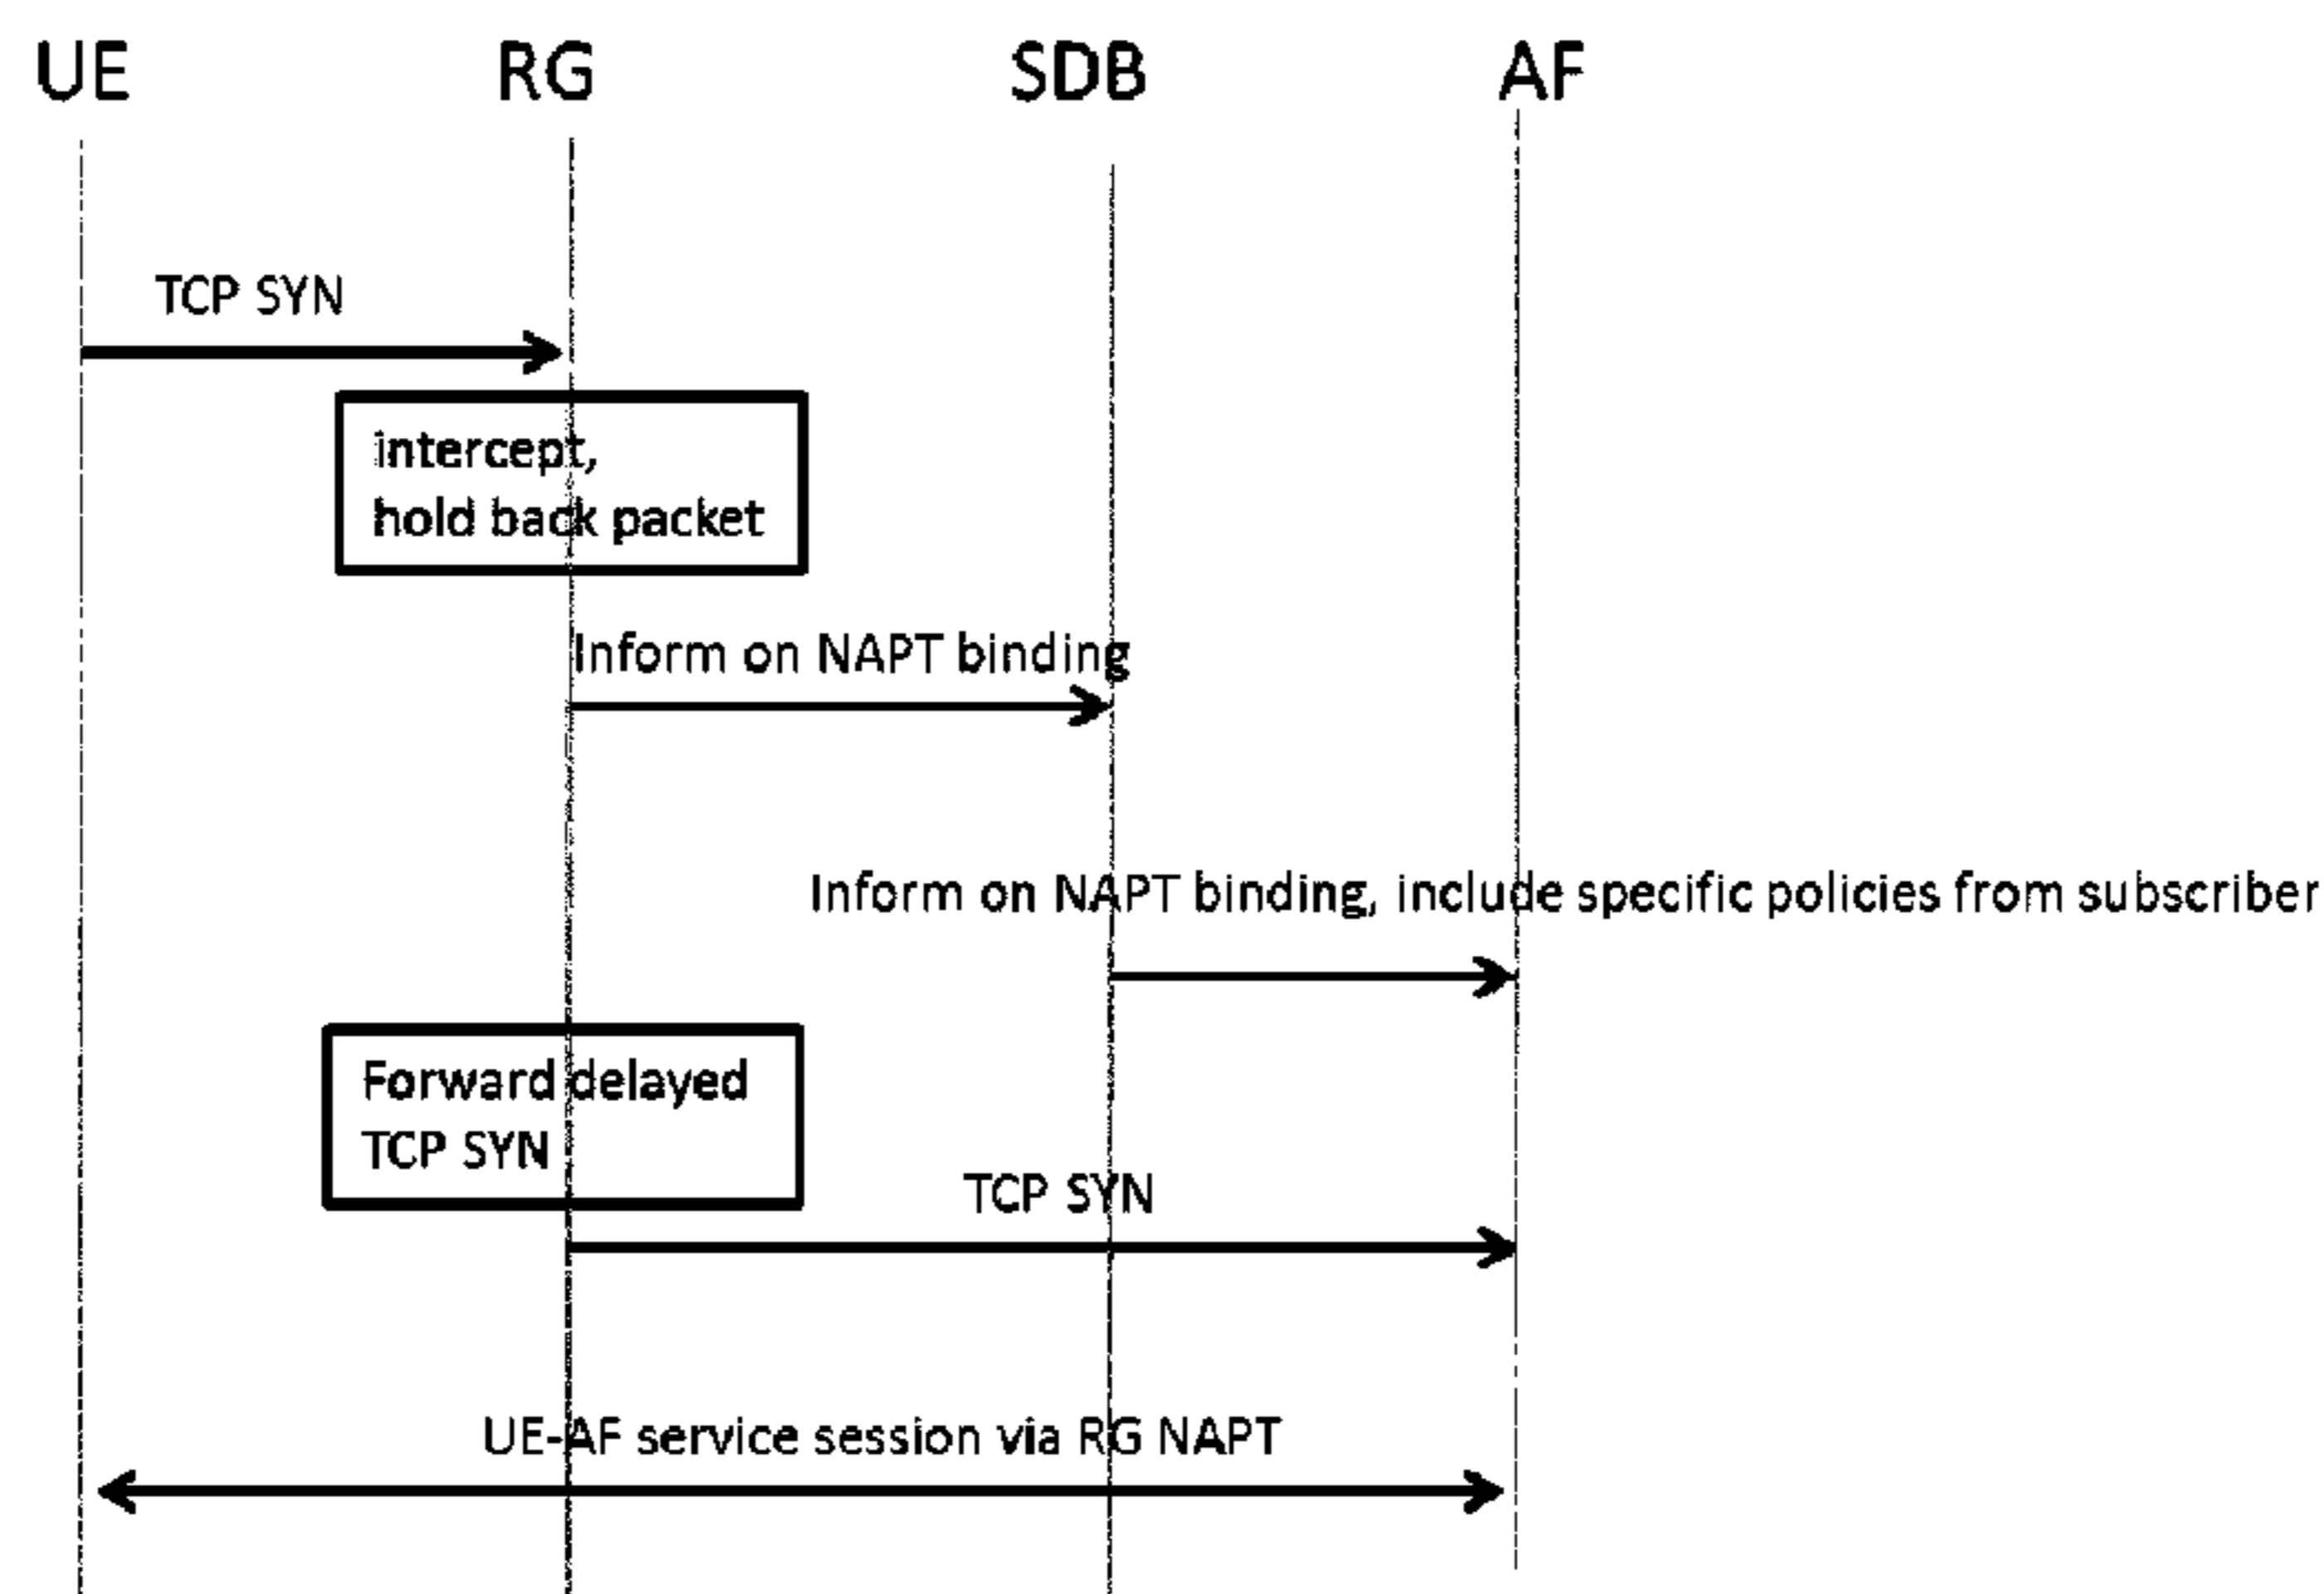 UE RG SDB AF
TCP SYN
intercept,
hold back packet
Inform on NAPT binding
Inform on NAPT binding, include specific policies from subscriber
Forward delayed
TCP SYN
TCP SYN
UE-AF service session via RG NAPT